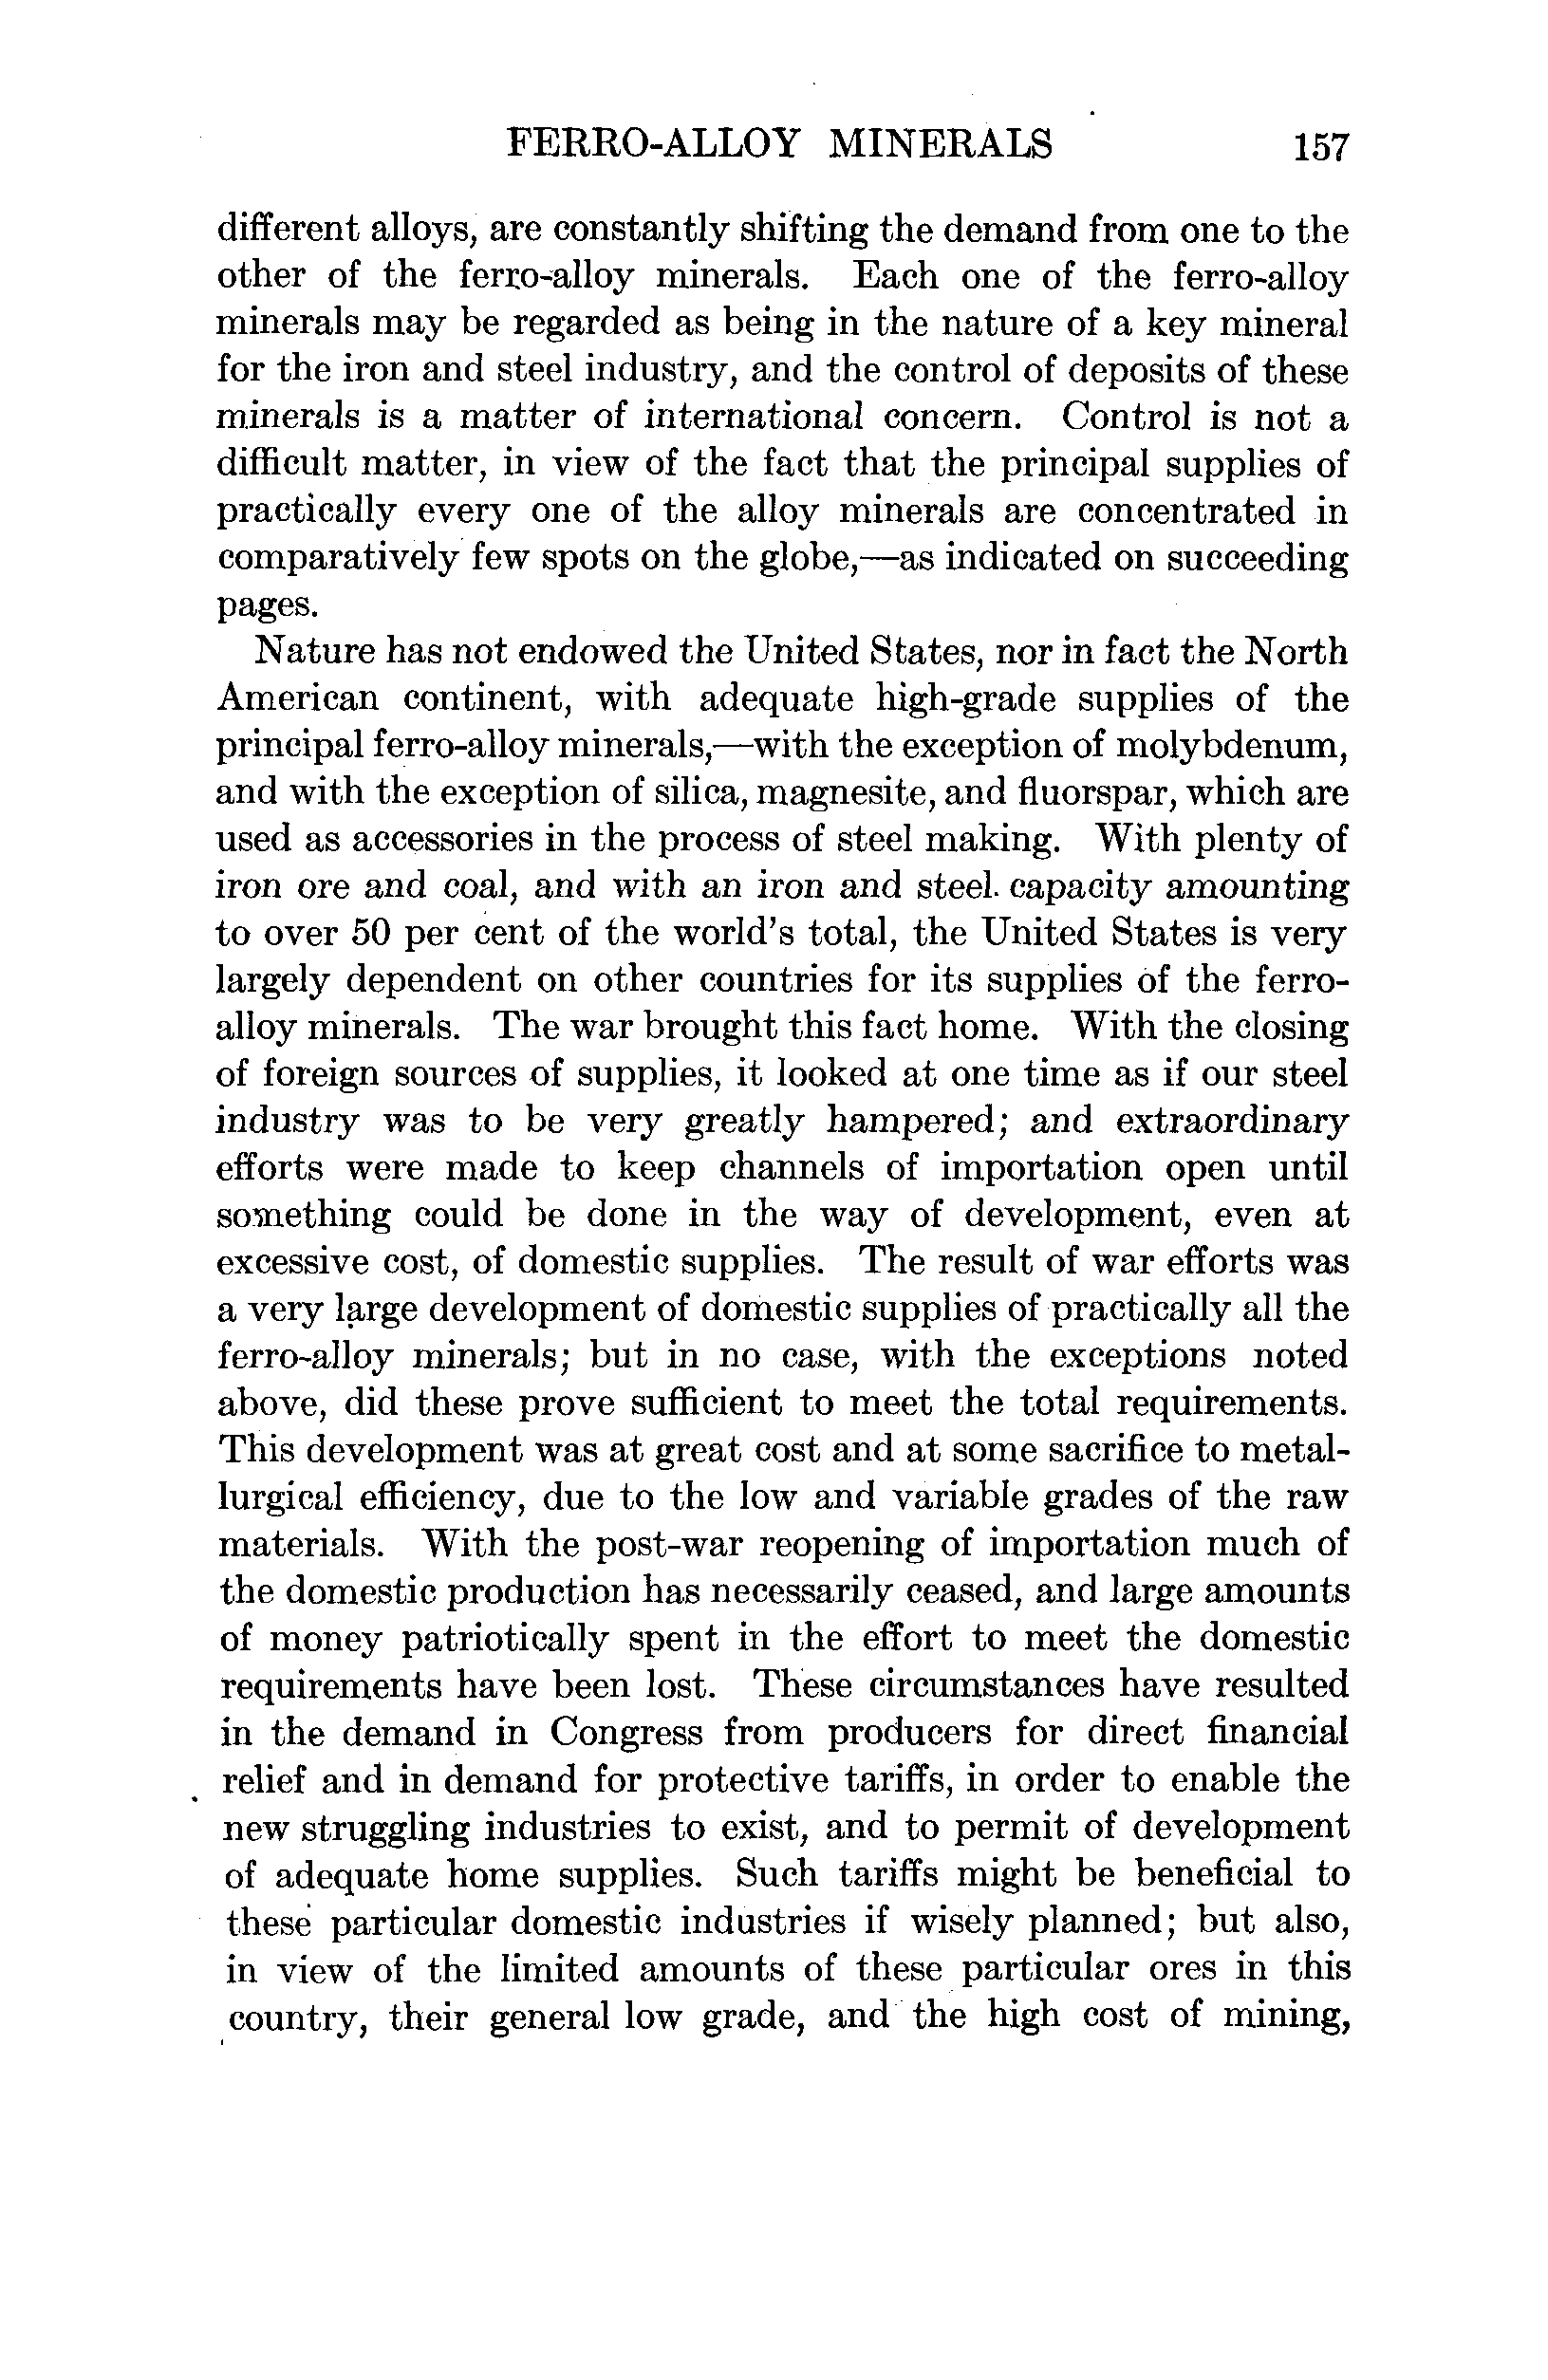 FERRO-ALLOY MINERALS 157
different alloys, are constantly shifting the demand from one to the
other of the ferro-alloy minerals. Each one of the ferro-alloy
minerals may be regarded as being in the nature of a key mineral
for the iron and steel industry, and the control of deposits of these
minerals is a matter of international concern. Control is not a
difficult matter, in view of the fact that the principal supplies of
practically every one of the alloy minerals are concentrated in
comparatively few spots on the globe,—as indicated on succeeding
pages.
Nature has not endowed the United States, nor in fact the North
American continent, with adequate high-grade supplies of the
principal ferro-alloy minerals,—with the exception of molybdenum,
and with the exception of silica, magnesite, and fluorspar, which are
used as accessories in the process of steel making. With plenty of
iron ore and coal, and with an iron and steel capacity amounting
to over 50 per cent of the world's total, the United States is very
largely dependent on other countries for its supplies of the ferro-
alloy minerals. The war brought this fact home. With the closing
of foreign sources of supplies, it looked at one time as if our steel
industry was to be very greatly hampered; and extraordinary
efforts were made to keep channels of importation open until
something could be done in the way of development, even at
excessive cost, of domestic supplies. The result of war efforts was
a very large development of domestic supplies of practically all the
ferro-alloy minerals; but in no case, with the exceptions noted
above, did these prove sufficient to meet the total requirements.
This development was at great cost and at some sacrifice to metal-
lurgical efficiency, due to the low and variable grades of the raw
materials. With the post-war reopening of importation much of
the domestic production has necessarily ceased, and large amounts
of money patriotically spent in the effort to meet the domestic
requirements have been lost. These circumstances have resulted
in the demand in Congress from producers for direct financial
relief and in demand for protective tariffs, in order to enable the
new struggling industries to exist, and to permit of development
of adequate home supplies. Such tariffs might be beneficial to
these particular domestic industries if wisely planned; but also,
in view of the limited amounts of these particular ores in this
country, their general low grade, and the high cost of mining,